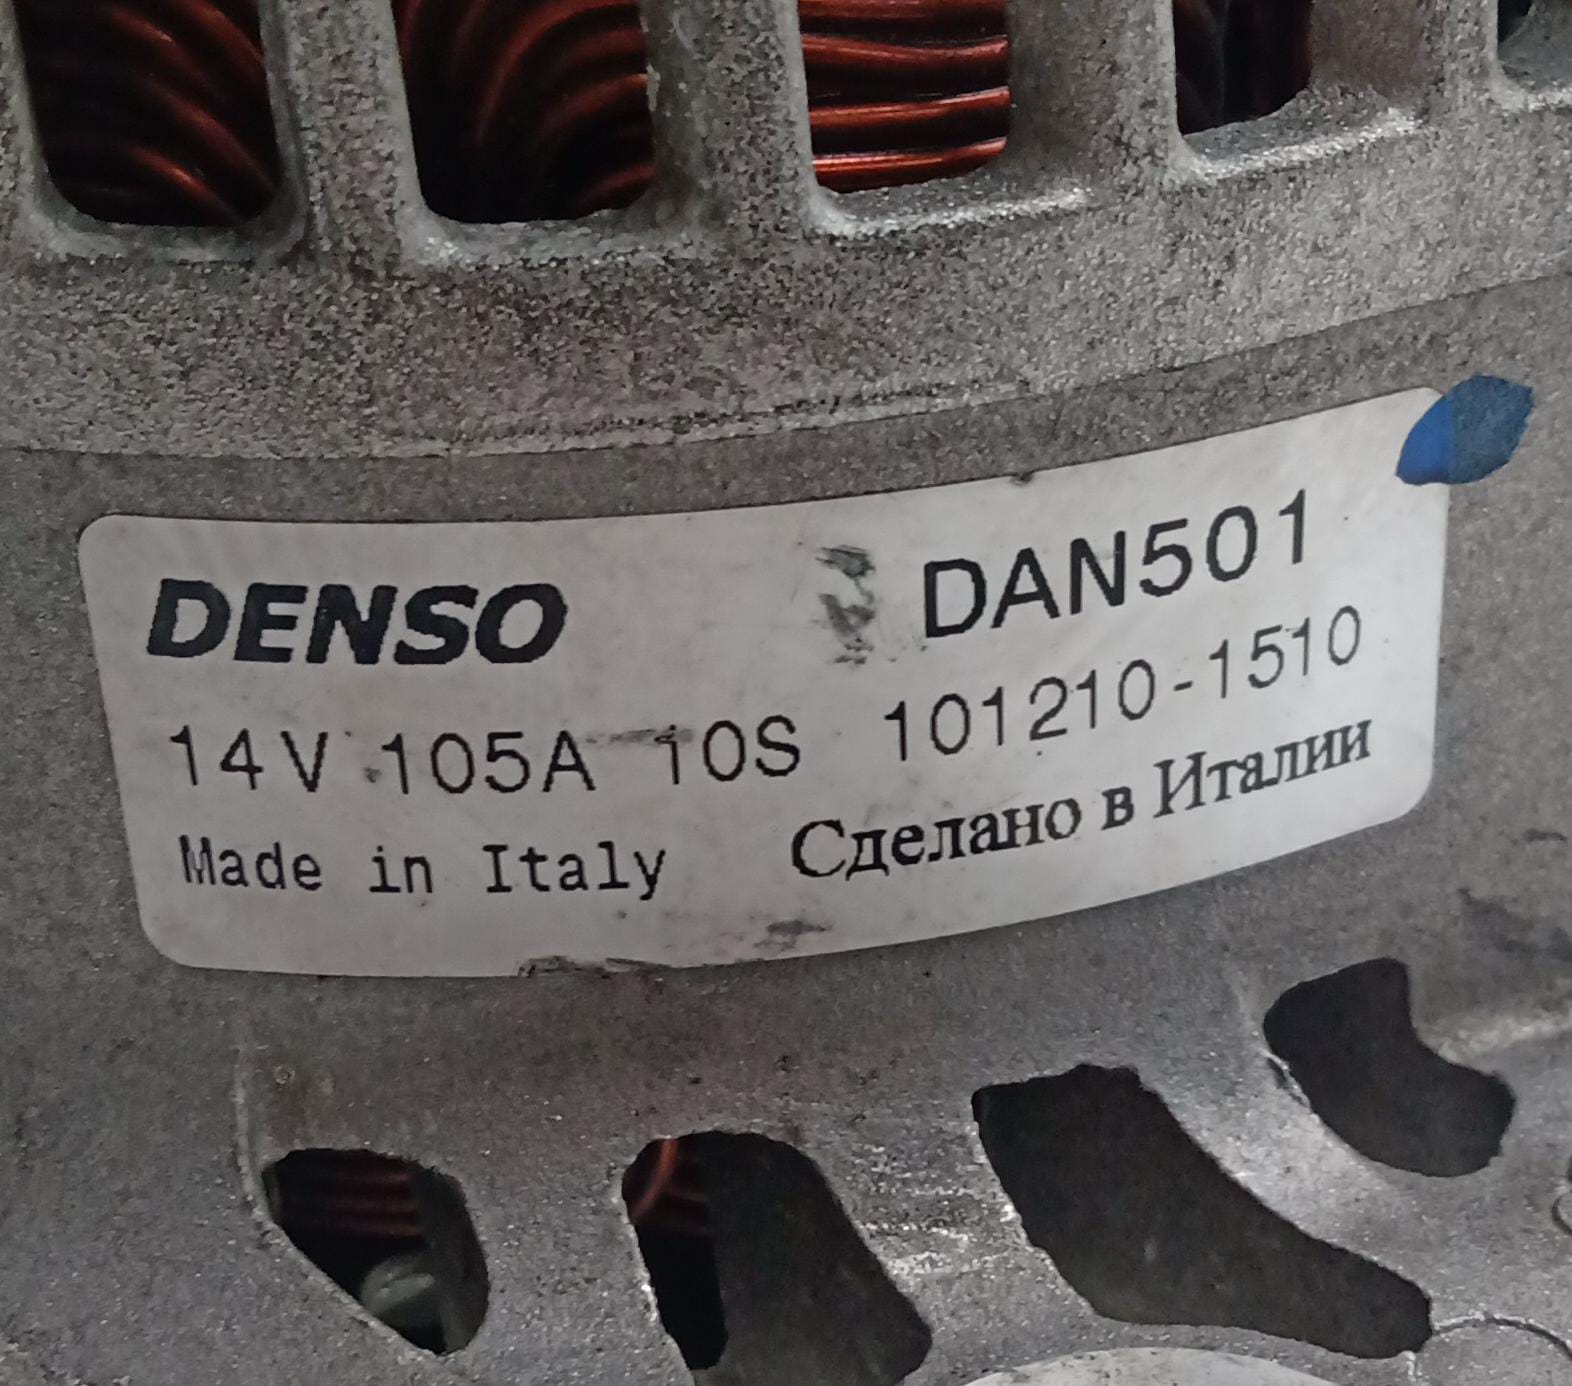 DENSO DAN501
14V 105A 10S 101210-1510
Made in Italy Сделано в Италии